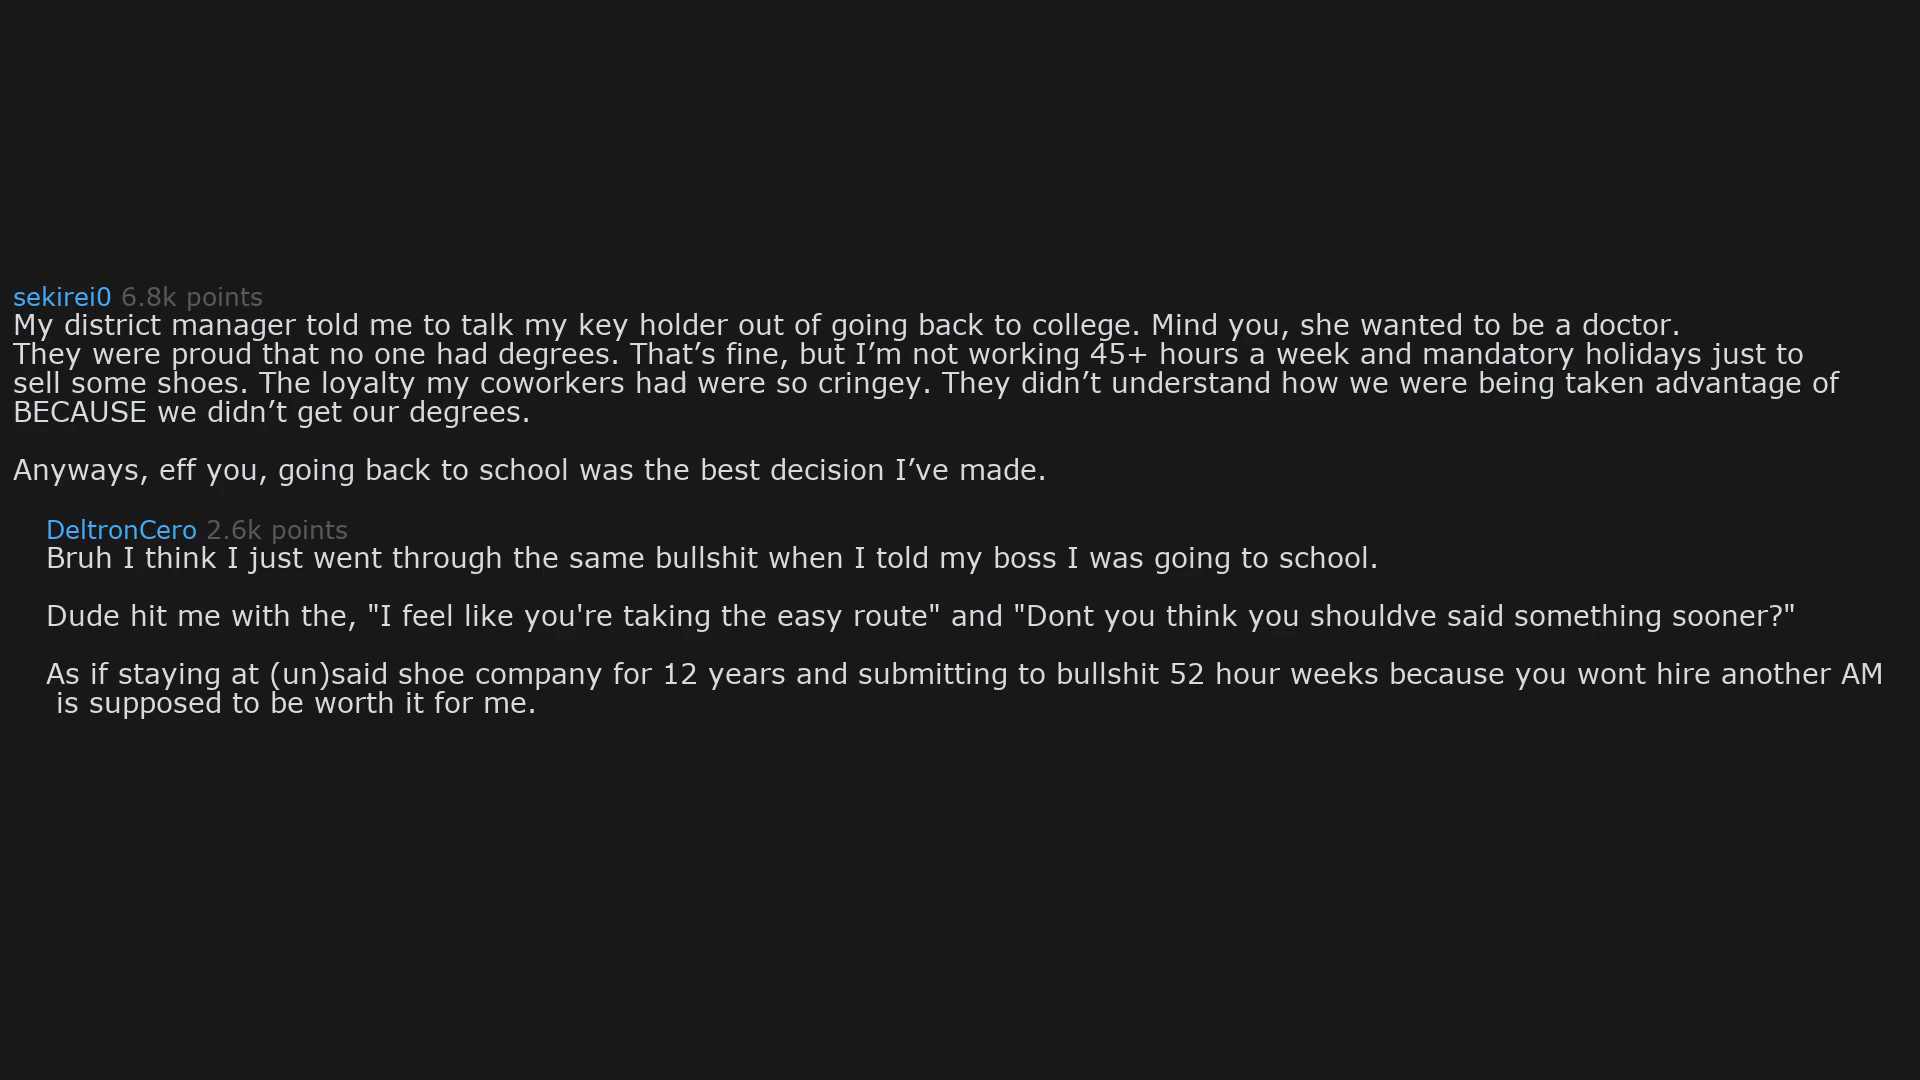 sekirei0 6.8k points
My district manager told me to talk my key holder out of going back to college. Mind you, she wanted to be a doctor.
They were proud that no one had degrees. That’s fine, but I’m not working 45+ hours a week and mandatory holidays just to
sell some shoes. The loyalty my coworkers had were so cringey. They didn’t understand how we were being taken advantage of
BECAUSE we didn’t get our degrees.
Anyways, eff you, going back to school was the best decision I’ve made.
DeltronCero 2.6k points
Bruh I think I just went through the same bullshit when I told my boss I was going to school.
Dude hit me with the, "I feel like you're taking the easy route" and "Dont you think you shouldve said something sooner?"
As if staying at (un)said shoe company for 12 years and submitting to bullshit 52 hour weeks because you wont hire another AM
is supposed to be worth it for me.